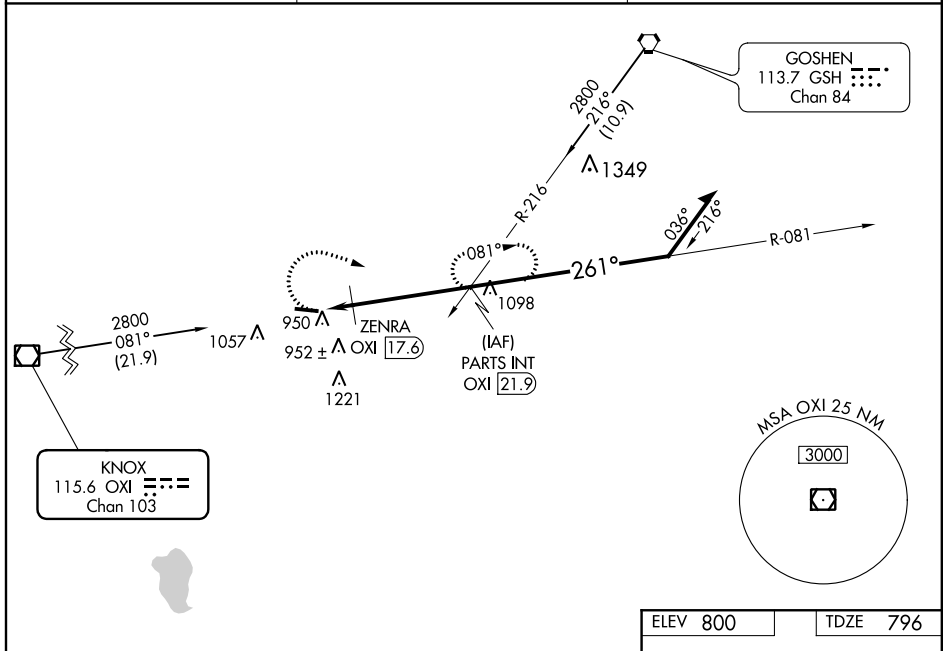 GOSHEN
113.7 GSH
Chan 84
2800
216°
(10.9)
1349
R-216
036°
216°
R-081
081°
261°
1098
2800
081°
(21.9)
1057
950
ZENRA
OXI 17.6
952 ±
1221
(IAF)
PARTS INT
OXI 21.9
KNOX
115.6 OXI
Chan 103
MSA OXI 25 NM
3000
ELEV 800
TDZE 796